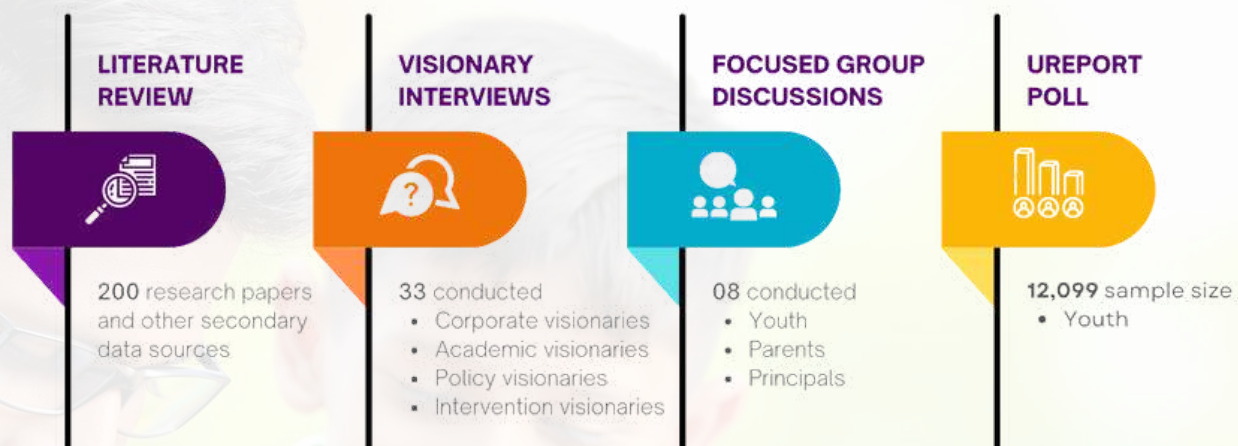 LITERATURE
REVIEW
200 research papers
and other secondary
data sources
VISIONARY
INTERVIEWS
?
33 conducted
• Corporate visionaries
• Academic visionaries
• Policy visionaries
• Intervention visionaries
FOCUSED GROUP
DISCUSSIONS
08 conducted
• Youth
• Parents
• Principals
UREPORT
POLL
12,099 sample size
• Youth